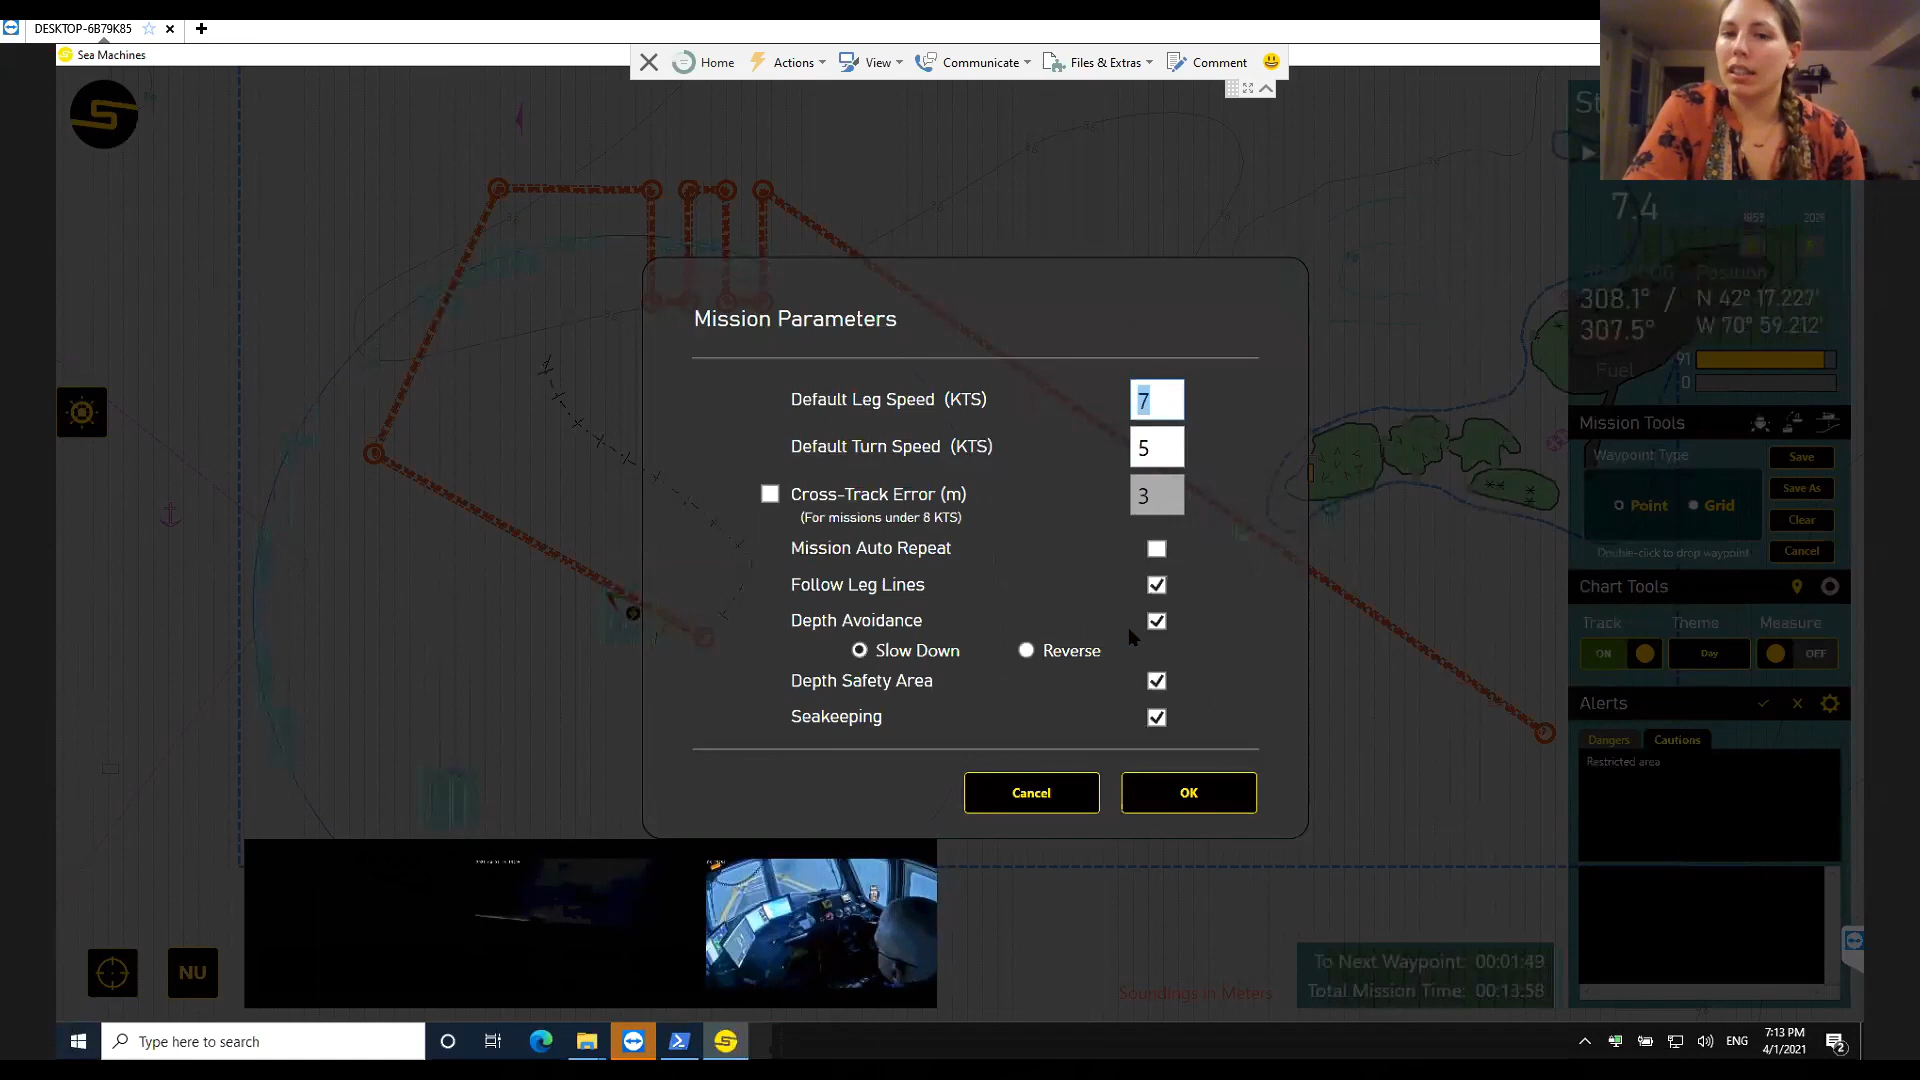 DESKTOP-6B79K85
Sea Machines
Home
Actions
View
Communicate
Files & Extras
Comment
7.4
308.1° /
307.5°
Position
N 42° 17.227'
W 70° 59.212'
Fuel
91
0
Mission Parameters
Default Leg Speed (KTS)
7
Default Turn Speed (KTS)
5
Cross-Track Error (m)
3
(For missions under 8 KTS)
Mission Auto Repeat
Follow Leg Lines
Depth Avoidance
Slow Down
Reverse
Depth Safety Area
Seakeeping
Cancel
OK
Mission Tools
Waypoint Type
Point
Grid
Double-click to drop waypoint
Save
Save As
Clear
Cancel
Chart Tools
Track
Theme
Measure
ON
Day
OFF
Alerts
Dangers
Cautions
Restricted area
NU
Soundings in Meters
To Next Waypoint: 00:01:49
Total Mission Time: 00:13:58
Type here to search
ENG
7:13 PM
4/1/2021
2